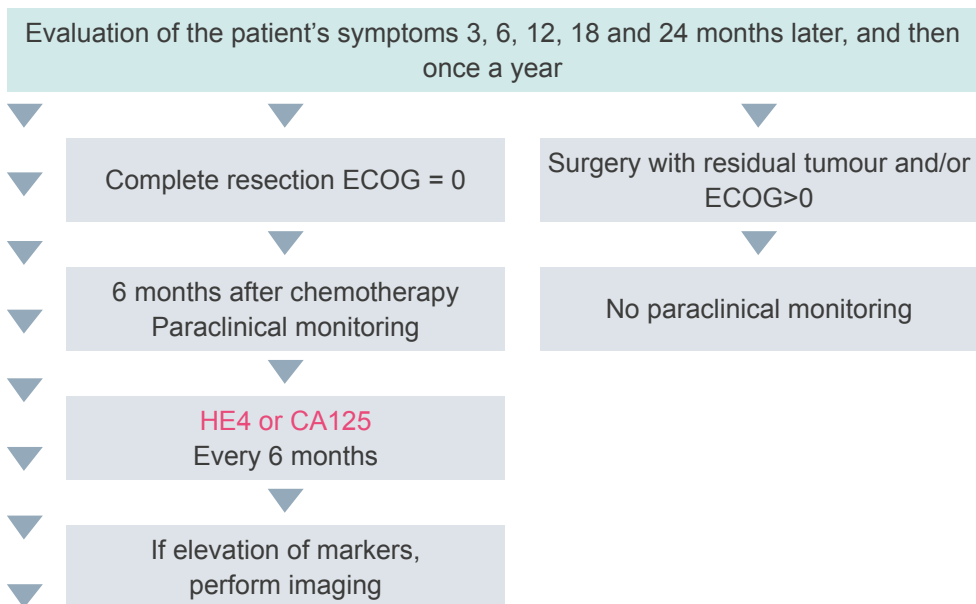 Evaluation of the patient’s symptoms 3, 6, 12, 18 and 24 months later, and then
once a year
Complete resection ECOG = 0
Surgery with residual tumour and/or
ECOG>0
6 months after chemotherapy
Paraclinical monitoring
No paraclinical monitoring
HE4 or CA125
Every 6 months
If elevation of markers,
perform imaging